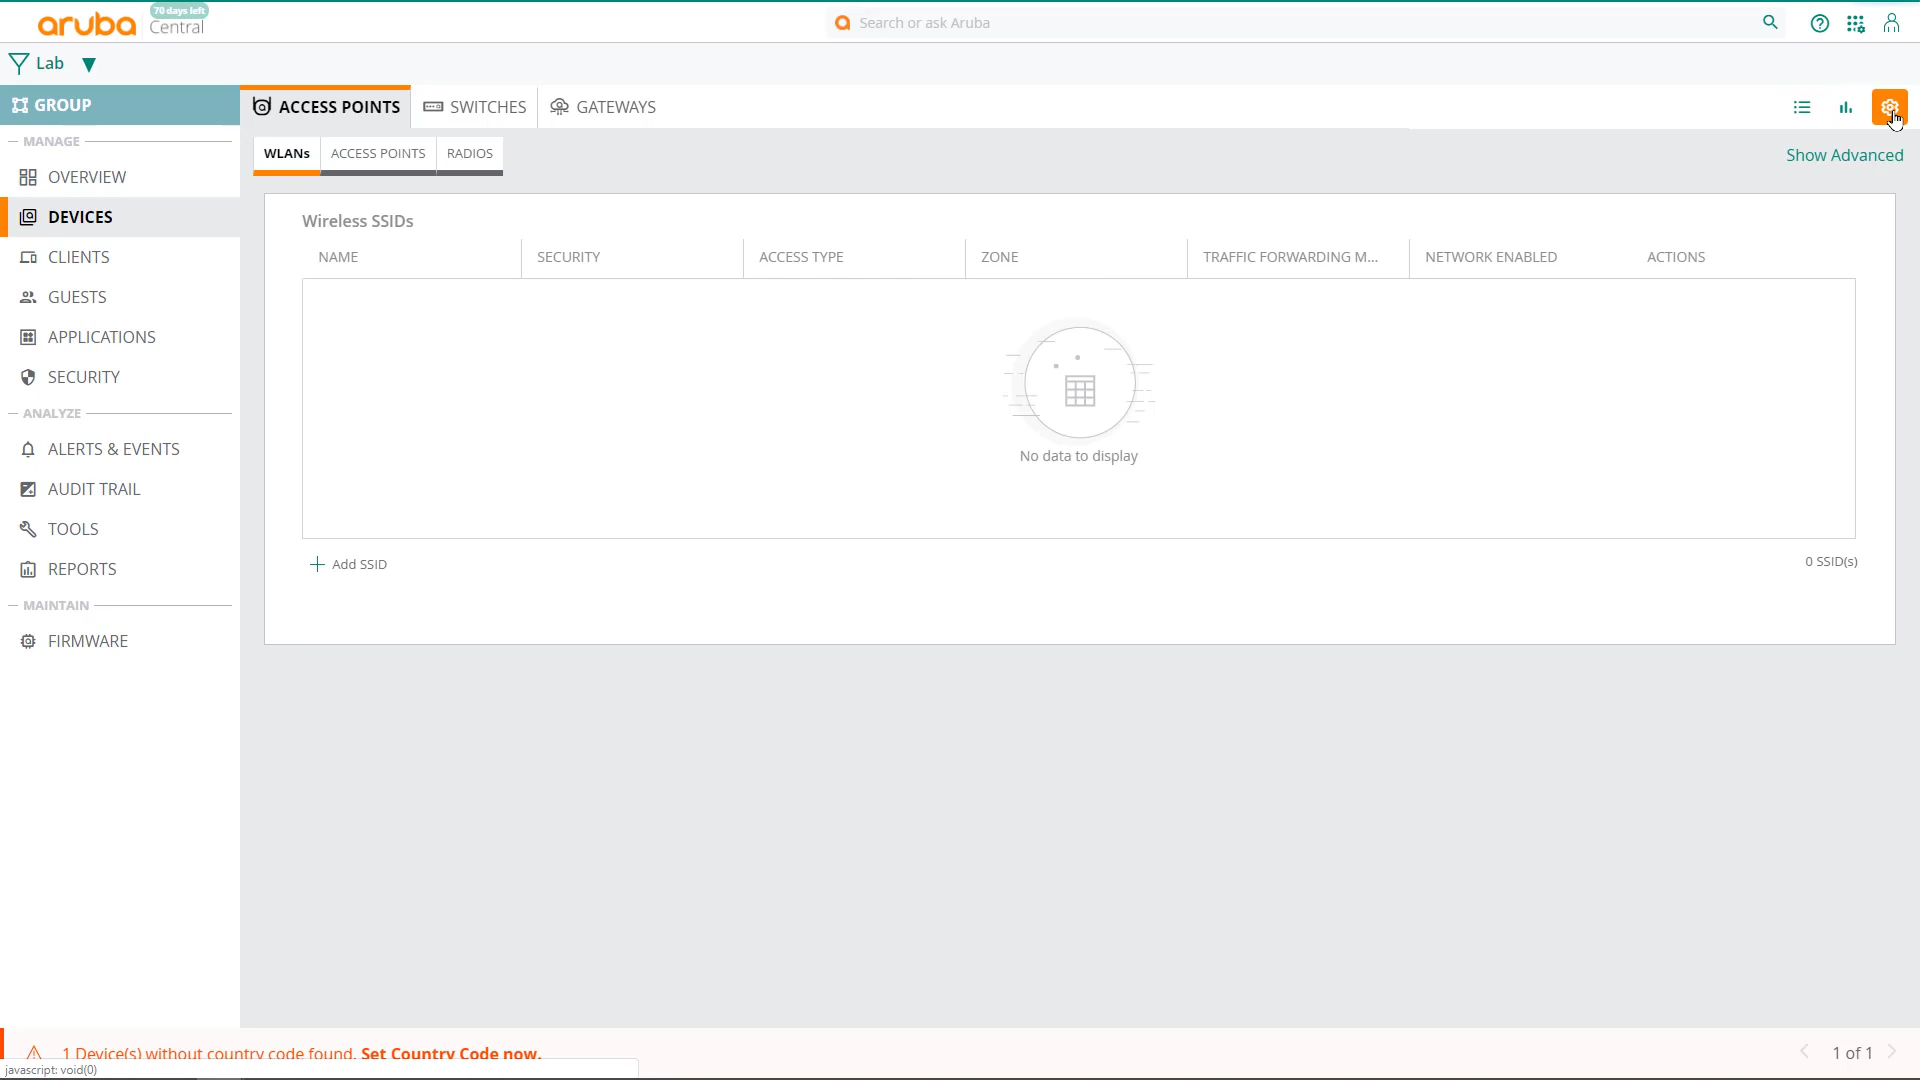 aruba
70 days left
Central
Search or ask Aruba
Lab
GROUP
ACCESS POINTS
SWITCHES
GATEWAYS
MANAGE
WLANs
ACCESS POINTS
RADIOS
Show Advanced
OVERVIEW
DEVICES
CLIENTS
GUESTS
APPLICATIONS
SECURITY
ANALYZE
ALERTS & EVENTS
AUDIT TRAIL
TOOLS
REPORTS
MAINTAIN
FIRMWARE
Wireless SSIDs
NAME
SECURITY
ACCESS TYPE
ZONE
TRAFFIC FORWARDING M...
NETWORK ENABLED
ACTIONS
No data to display
Add SSID
0 SSID(s)
1 Device(s) without country code found. Set Country Code now.
1 of 1
javascript: void(0)